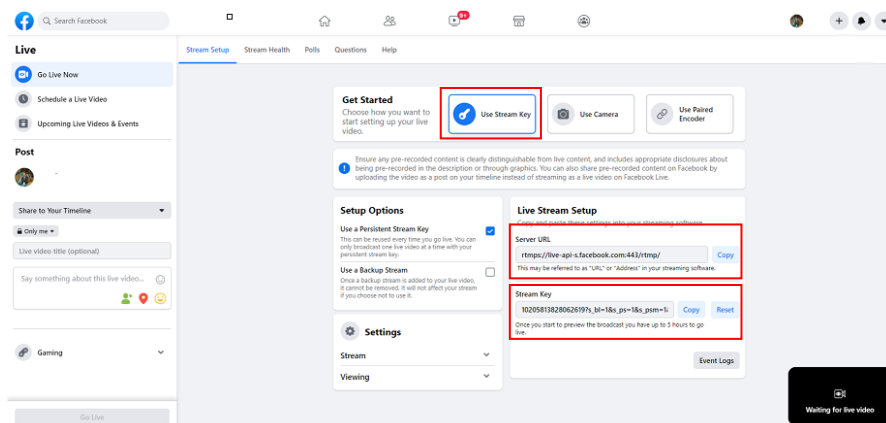 Search Facebook
9+
Live
Go Live Now
Schedule a Live Video
Upcoming Live Videos & Events
Post
Share to Your Timeline
Only me
Live video title (optional)
Say something about this live video...
Gaming
Go Live
Stream Setup
Stream Health
Polls
Questions
Help
Get Started
Choose how you want to
start setting up your live
video.
Use Stream Key
Use Camera
Use Paired
Encoder
Ensure any pre-recorded content is clearly distinguishable from live content, and includes appropriate disclosures about
being pre-recorded in the description or through graphics. You can also share pre-recorded content on Facebook by
uploading the video as a post on your timeline instead of streaming as a live video on Facebook Live.
Setup Options
Use a Persistent Stream Key
This can be reused every time you go live. You can
only broadcast one live video at a time with your
persistent stream key.
Use a Backup Stream
Once a backup stream is added to your live video,
it cannot be removed. It will not affect your stream
if you choose not to use it.
Settings
Stream
Viewing
Live Stream Setup
Copy and paste these settings into your streaming software.
Server URL
rtmps://live-api-s.facebook.com:443/rtmp/
Copy
This may be referred to as "URL" or "Address" in your streaming software.
Stream Key
10205813828062619?s_bl=1&s_ps=1&s_psm=1&
Copy
Reset
Once you start to preview the broadcast you have up to 5 hours to go
live.
Event Logs
Waiting for live video